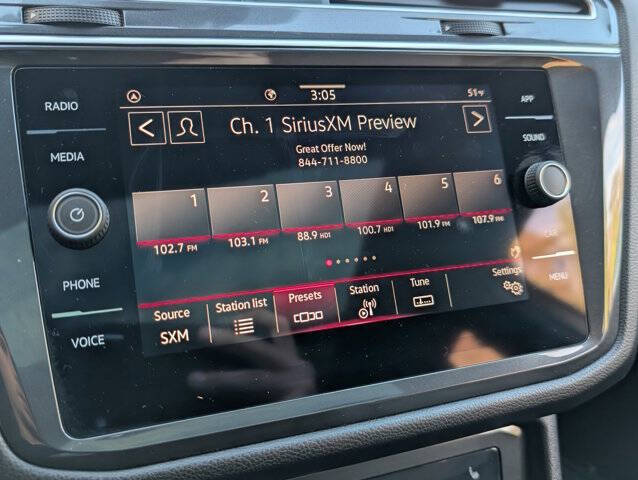 RADIO
MEDIA
PHONE
VOICE
3:05
51°F
Ch. 1 SiriusXM Preview
Great Offer Now!
844-711-8800
1 2 3 4 5 6
102.7 FM 103.1 FM 88.9 HD1 100.7 HD1 101.9 FM 107.9 FM
Source Station list Presets Station Tune Settings
SXM
APP
SOUND
CAR
MENU